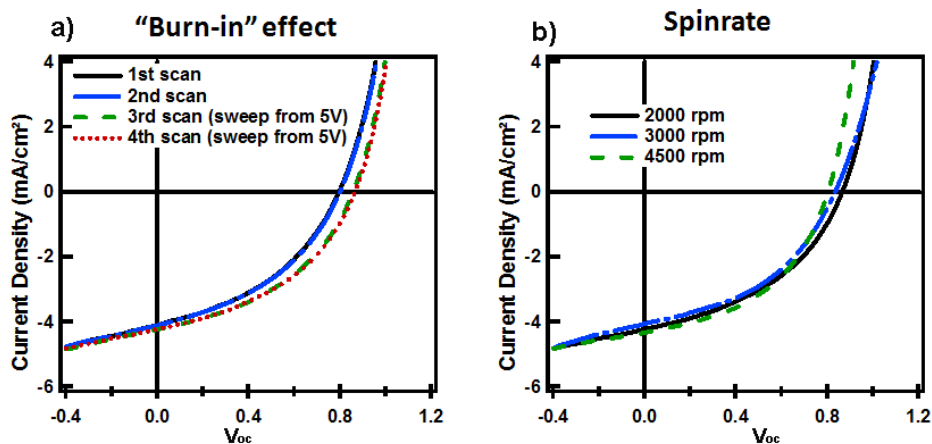 a)
“Burn-in” effect
4
2
0
-2
-4
-6
Current Density (mA/cm²)
1st scan
2nd scan
3rd scan (sweep from 5V)
4th scan (sweep from 5V)
-0.4
0.0
0.4
0.8
1.2
Voc
b)
Spinrate
4
2
0
-2
-4
-6
Current Density (mA/cm²)
2000 rpm
3000 rpm
4500 rpm
-0.4
0.0
0.4
0.8
1.2
Voc